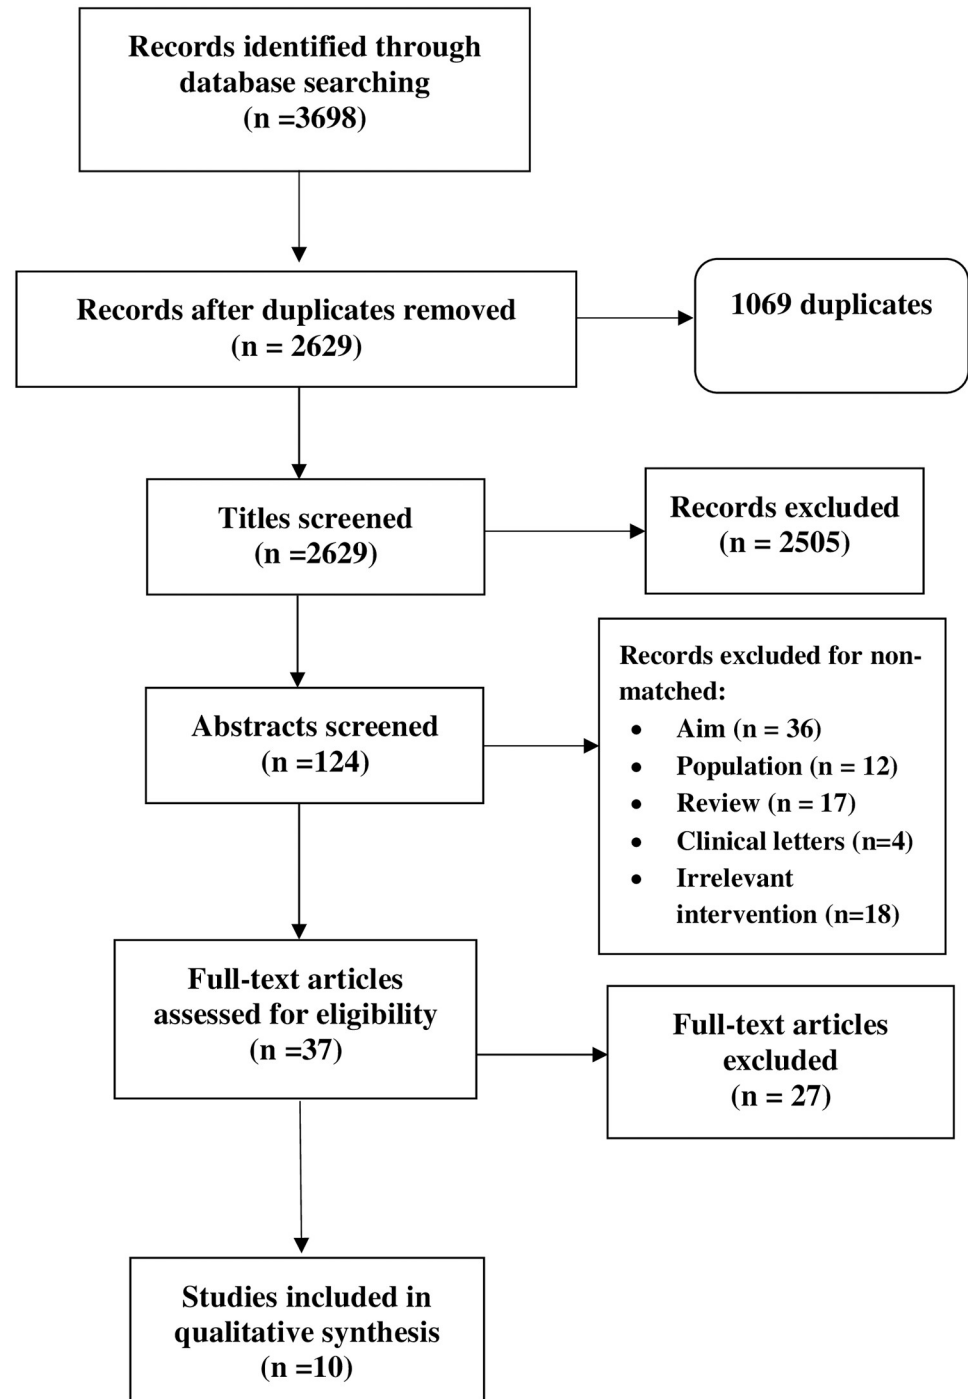 Records identified through
database searching
(n =3698)
Records after duplicates removed
(n = 2629)
1069 duplicates
Titles screened
(n =2629)
Records excluded
(n = 2505)
Abstracts screened
(n =124)
Records excluded for non-
matched:
• Aim (n = 36)
• Population (n = 12)
• Review (n = 17)
• Clinical letters (n=4)
• Irrelevant
intervention (n=18)
Full-text articles
assessed for eligibility
(n =37)
Full-text articles
excluded
(n = 27)
Studies included in
qualitative synthesis
(n =10)